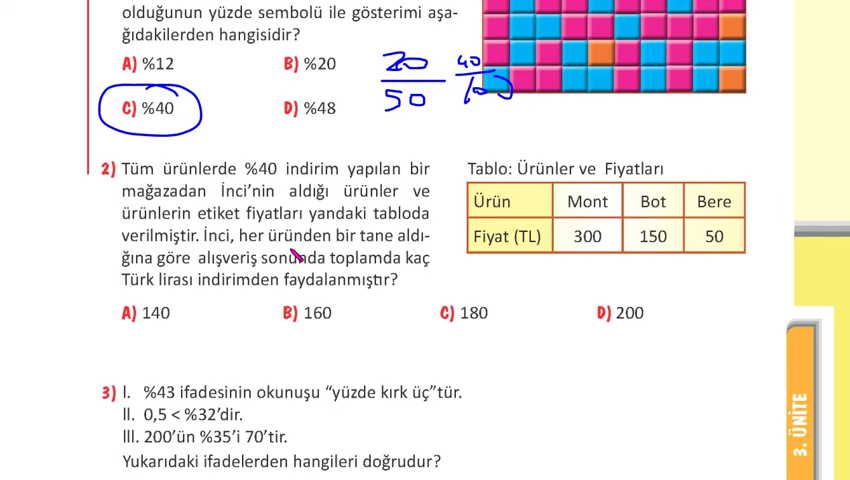 olduğunun yüzde sembolü ile gösterimi aşa-
ğıdakilerden hangisidir?
A) %12
B) %20
C) %40
D) %48
20
50
40
100
2) Tüm ürünlerde %40 indirim yapılan bir
mağazadan İnci'nin aldığı ürünler ve
ürünlerin etiket fiyatları yandaki tabloda
verilmiştir. İnci, her üründen bir tane aldı-
ğına göre alışveriş sonunda toplamda kaç
Türk lirası indirimden faydalanmıştır?
Tablo: Ürünler ve Fiyatları
Ürün Mont Bot Bere
Fiyat (TL) 300 150 50
A) 140
B) 160
C) 180
D) 200
3) I. %43 ifadesinin okunuşu “yüzde kırk üç”tür.
II. 0,5 < %32'dir.
III. 200'ün %35'i 70'tir.
Yukarıdaki ifadelerden hangileri doğrudur?
3. ÜNİTE